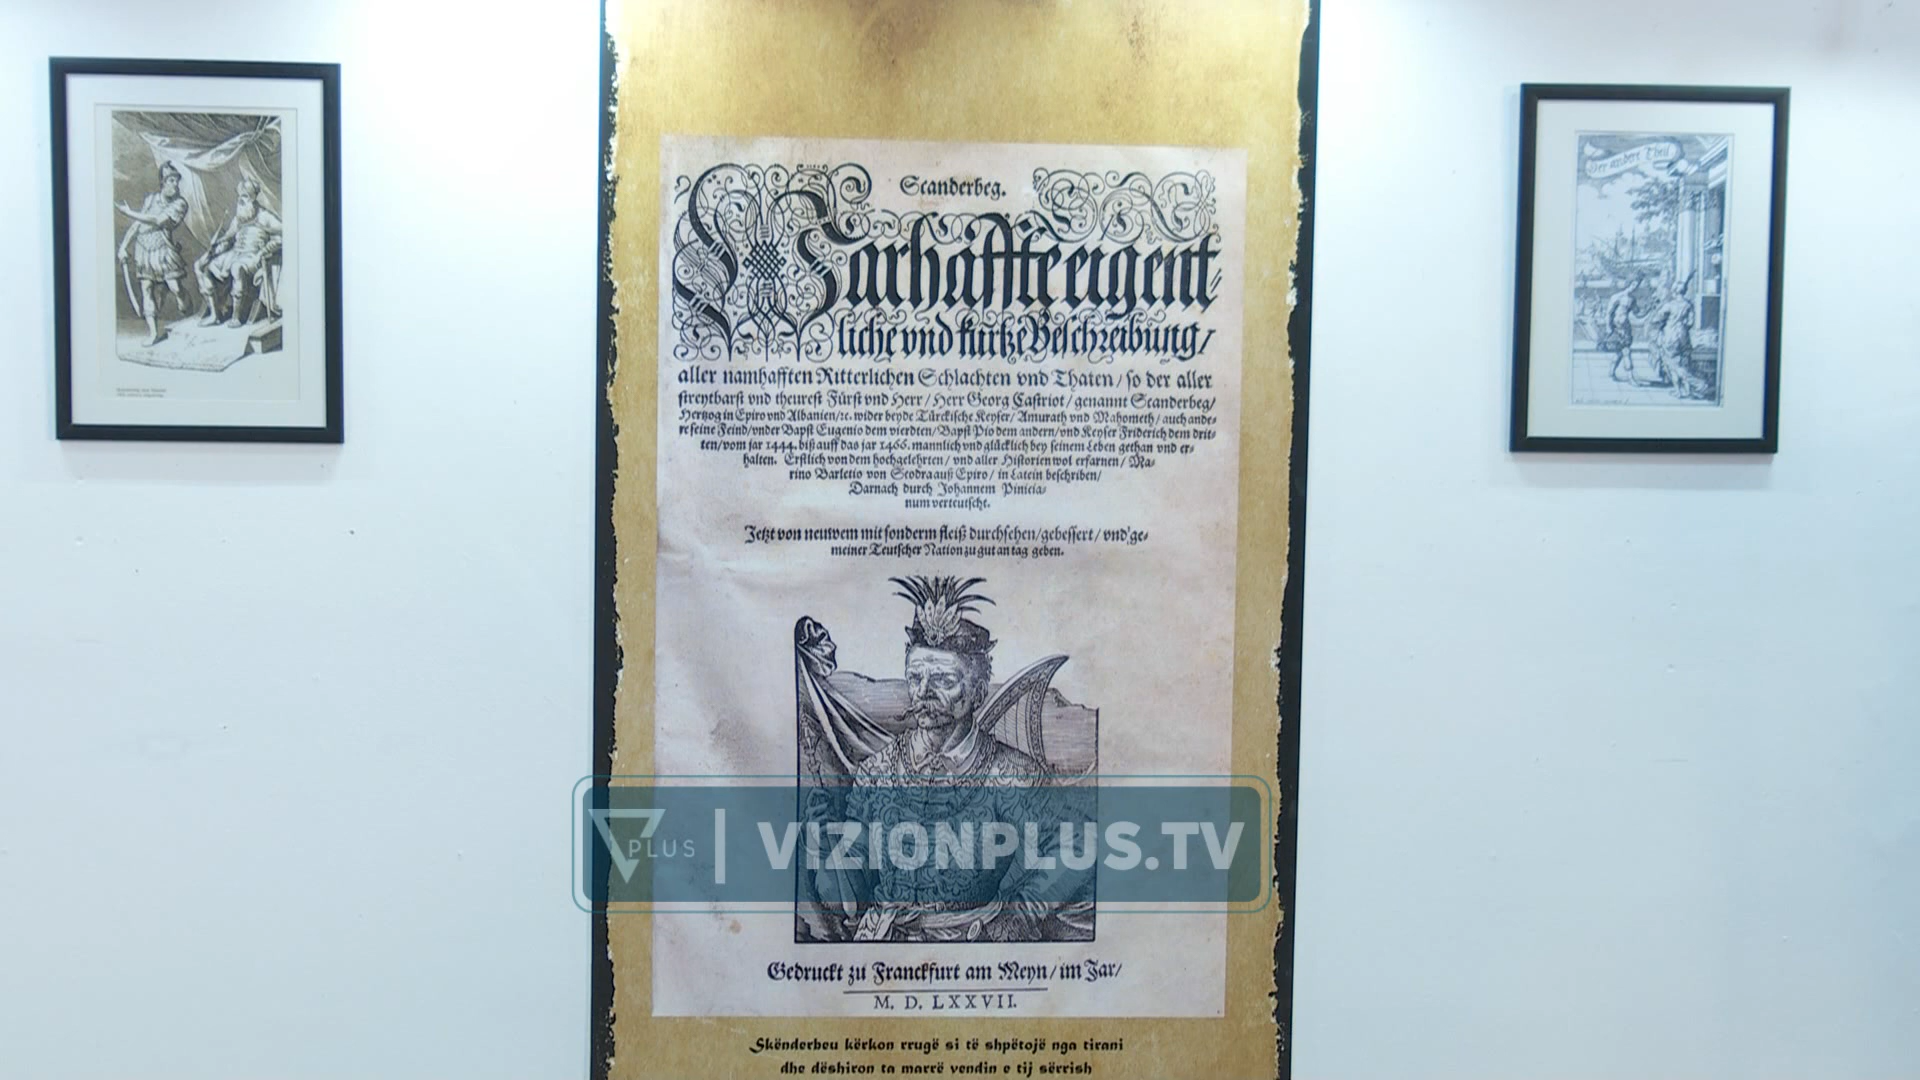 Scanderbeg.
Warhaffte eigent-
liche vnd kurtze Beschreibung/
aller namhafften Ritterlichen Schlachten vnd Thaten/ so der aller
streytbarst vnd theurest Fürst vnd Herr/ Herr Georg Castriot/ genannt Scanderbeg/
Hertzog in Epiro vnd Albanien/ ꝛc. wider beyde Türckische Keyser/ Amurath vnd Mahometh/ auch ande-
re seine Feind/ vnder Bapst Eugenio dem vierdten/ Bapst Pio dem andern/ vnd Keyser Friderich dem drit-
ten/ vom jar 1444. biß auff das jar 1466. mannlich vnd glücklich bey seinem Leben gethan vnd er-
halten. Erstlich von dem hochgelehrten/ vnd aller Historien wol erfarnen/ Ma-
rino Barletio von Scodra auß Epiro/ in Latein beschriben/
Darnach durch Johannem Pinicia-
num verteutscht.
Jetzt von neuwem mit sonderm fleiß durchsehen/ gebessert/ vnd ge-
meiner Teutscher Nation zu gut an tag geben.
Der andere Theil
PLUS | VIZIONPLUS.TV
Gedruckt zu Franckfurt am Meyn/ im Jar/
M. D. LXXVII.
Skënderbeu kërkon rrugë si të shpëtojë nga tirani
dhe dëshiron ta marrë vendin e tij sërrish